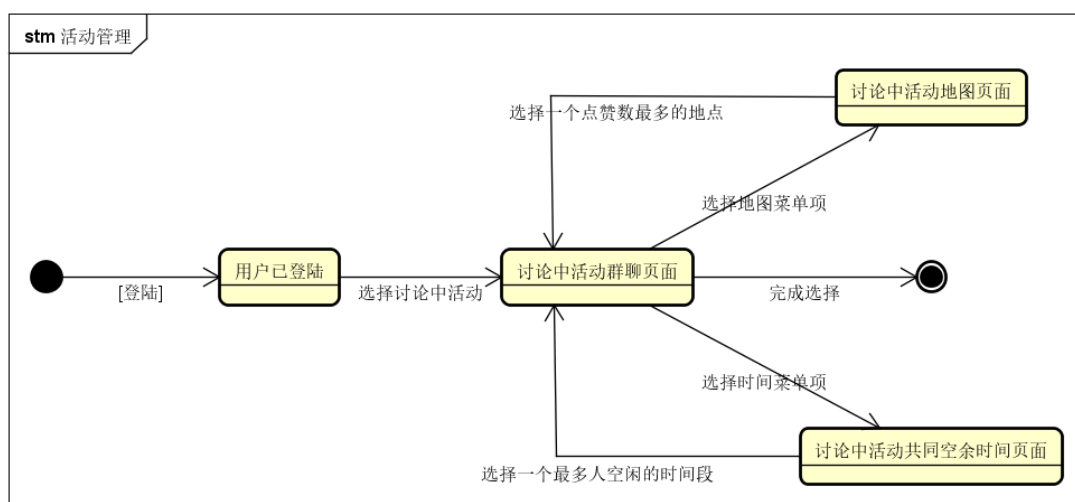 stm 活动管理
讨论中活动地图页面
选择一个点赞数最多的地点
选择地图菜单项
用户已登陆
讨论中活动群聊页面
[登陆]
选择讨论中活动
完成选择
选择时间菜单项
讨论中活动共同空余时间页面
选择一个最多人空闲的时间段